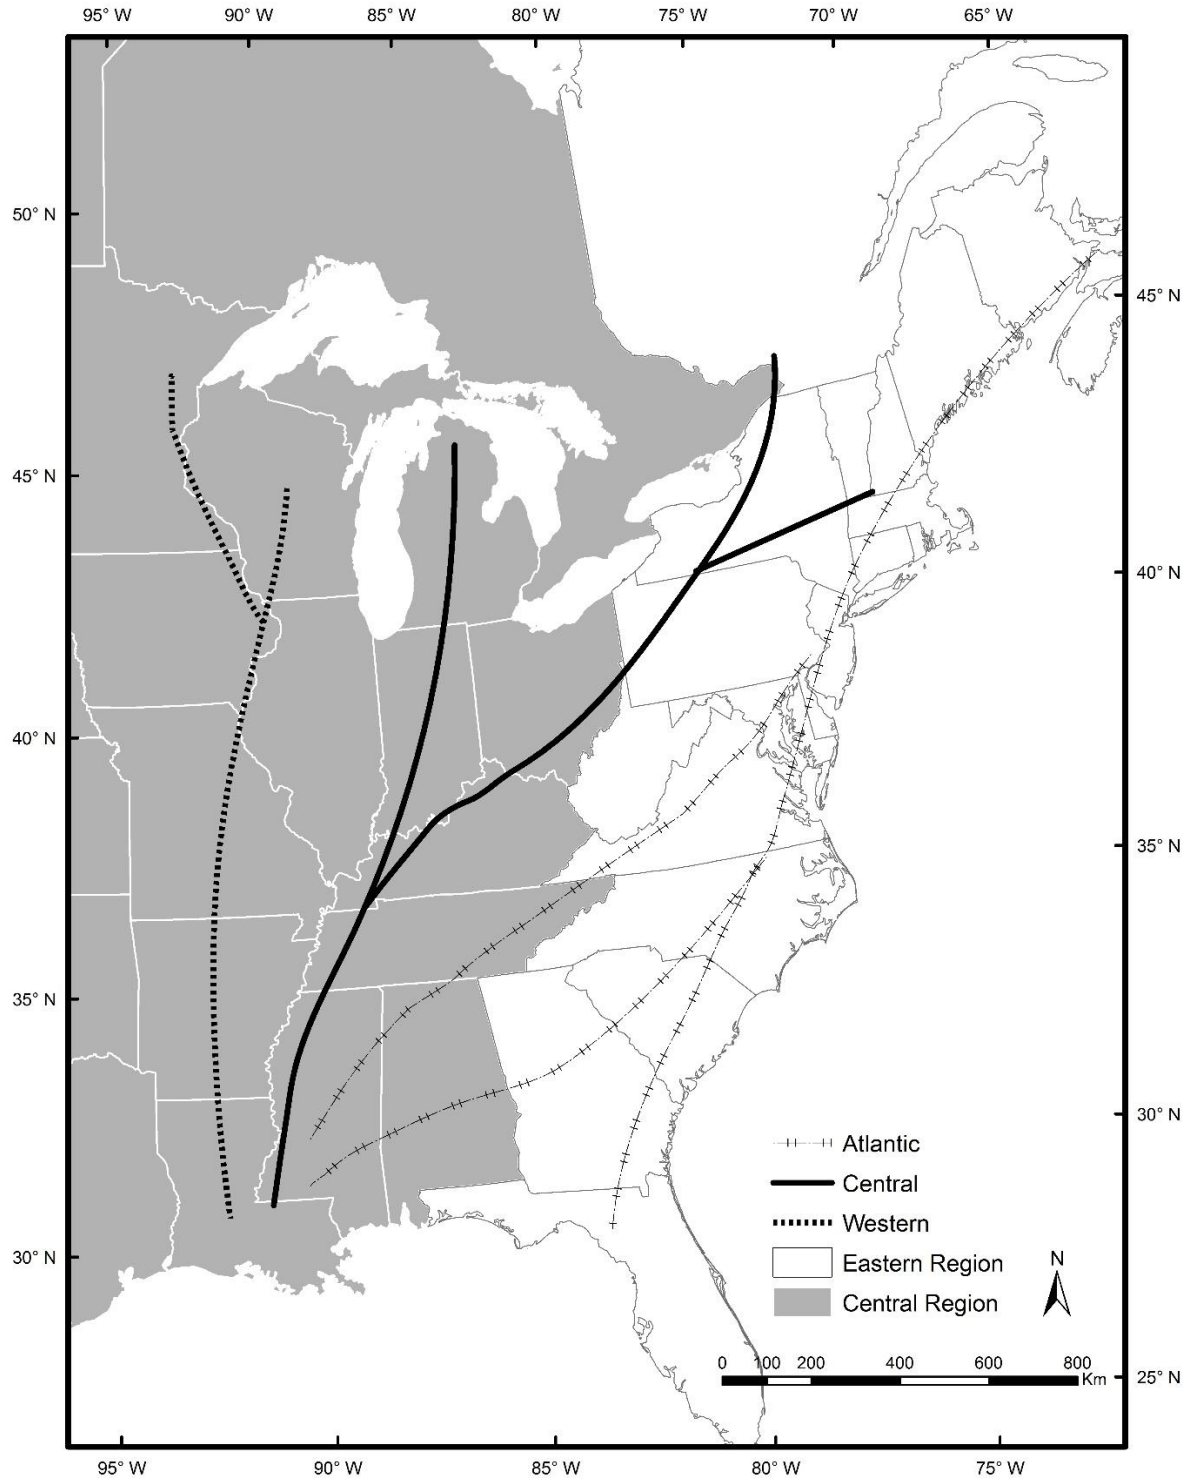 95° W 90° W 85° W 80° W 75° W 70° W 65° W
50° N
45° N
45° N
40° N
40° N
35° N
35° N
30° N
30° N
25° N
Atlantic
Central
Western
Eastern Region
Central Region
N
0 100 200 400 600 800
Km
95° W 90° W 85° W 80° W 75° W